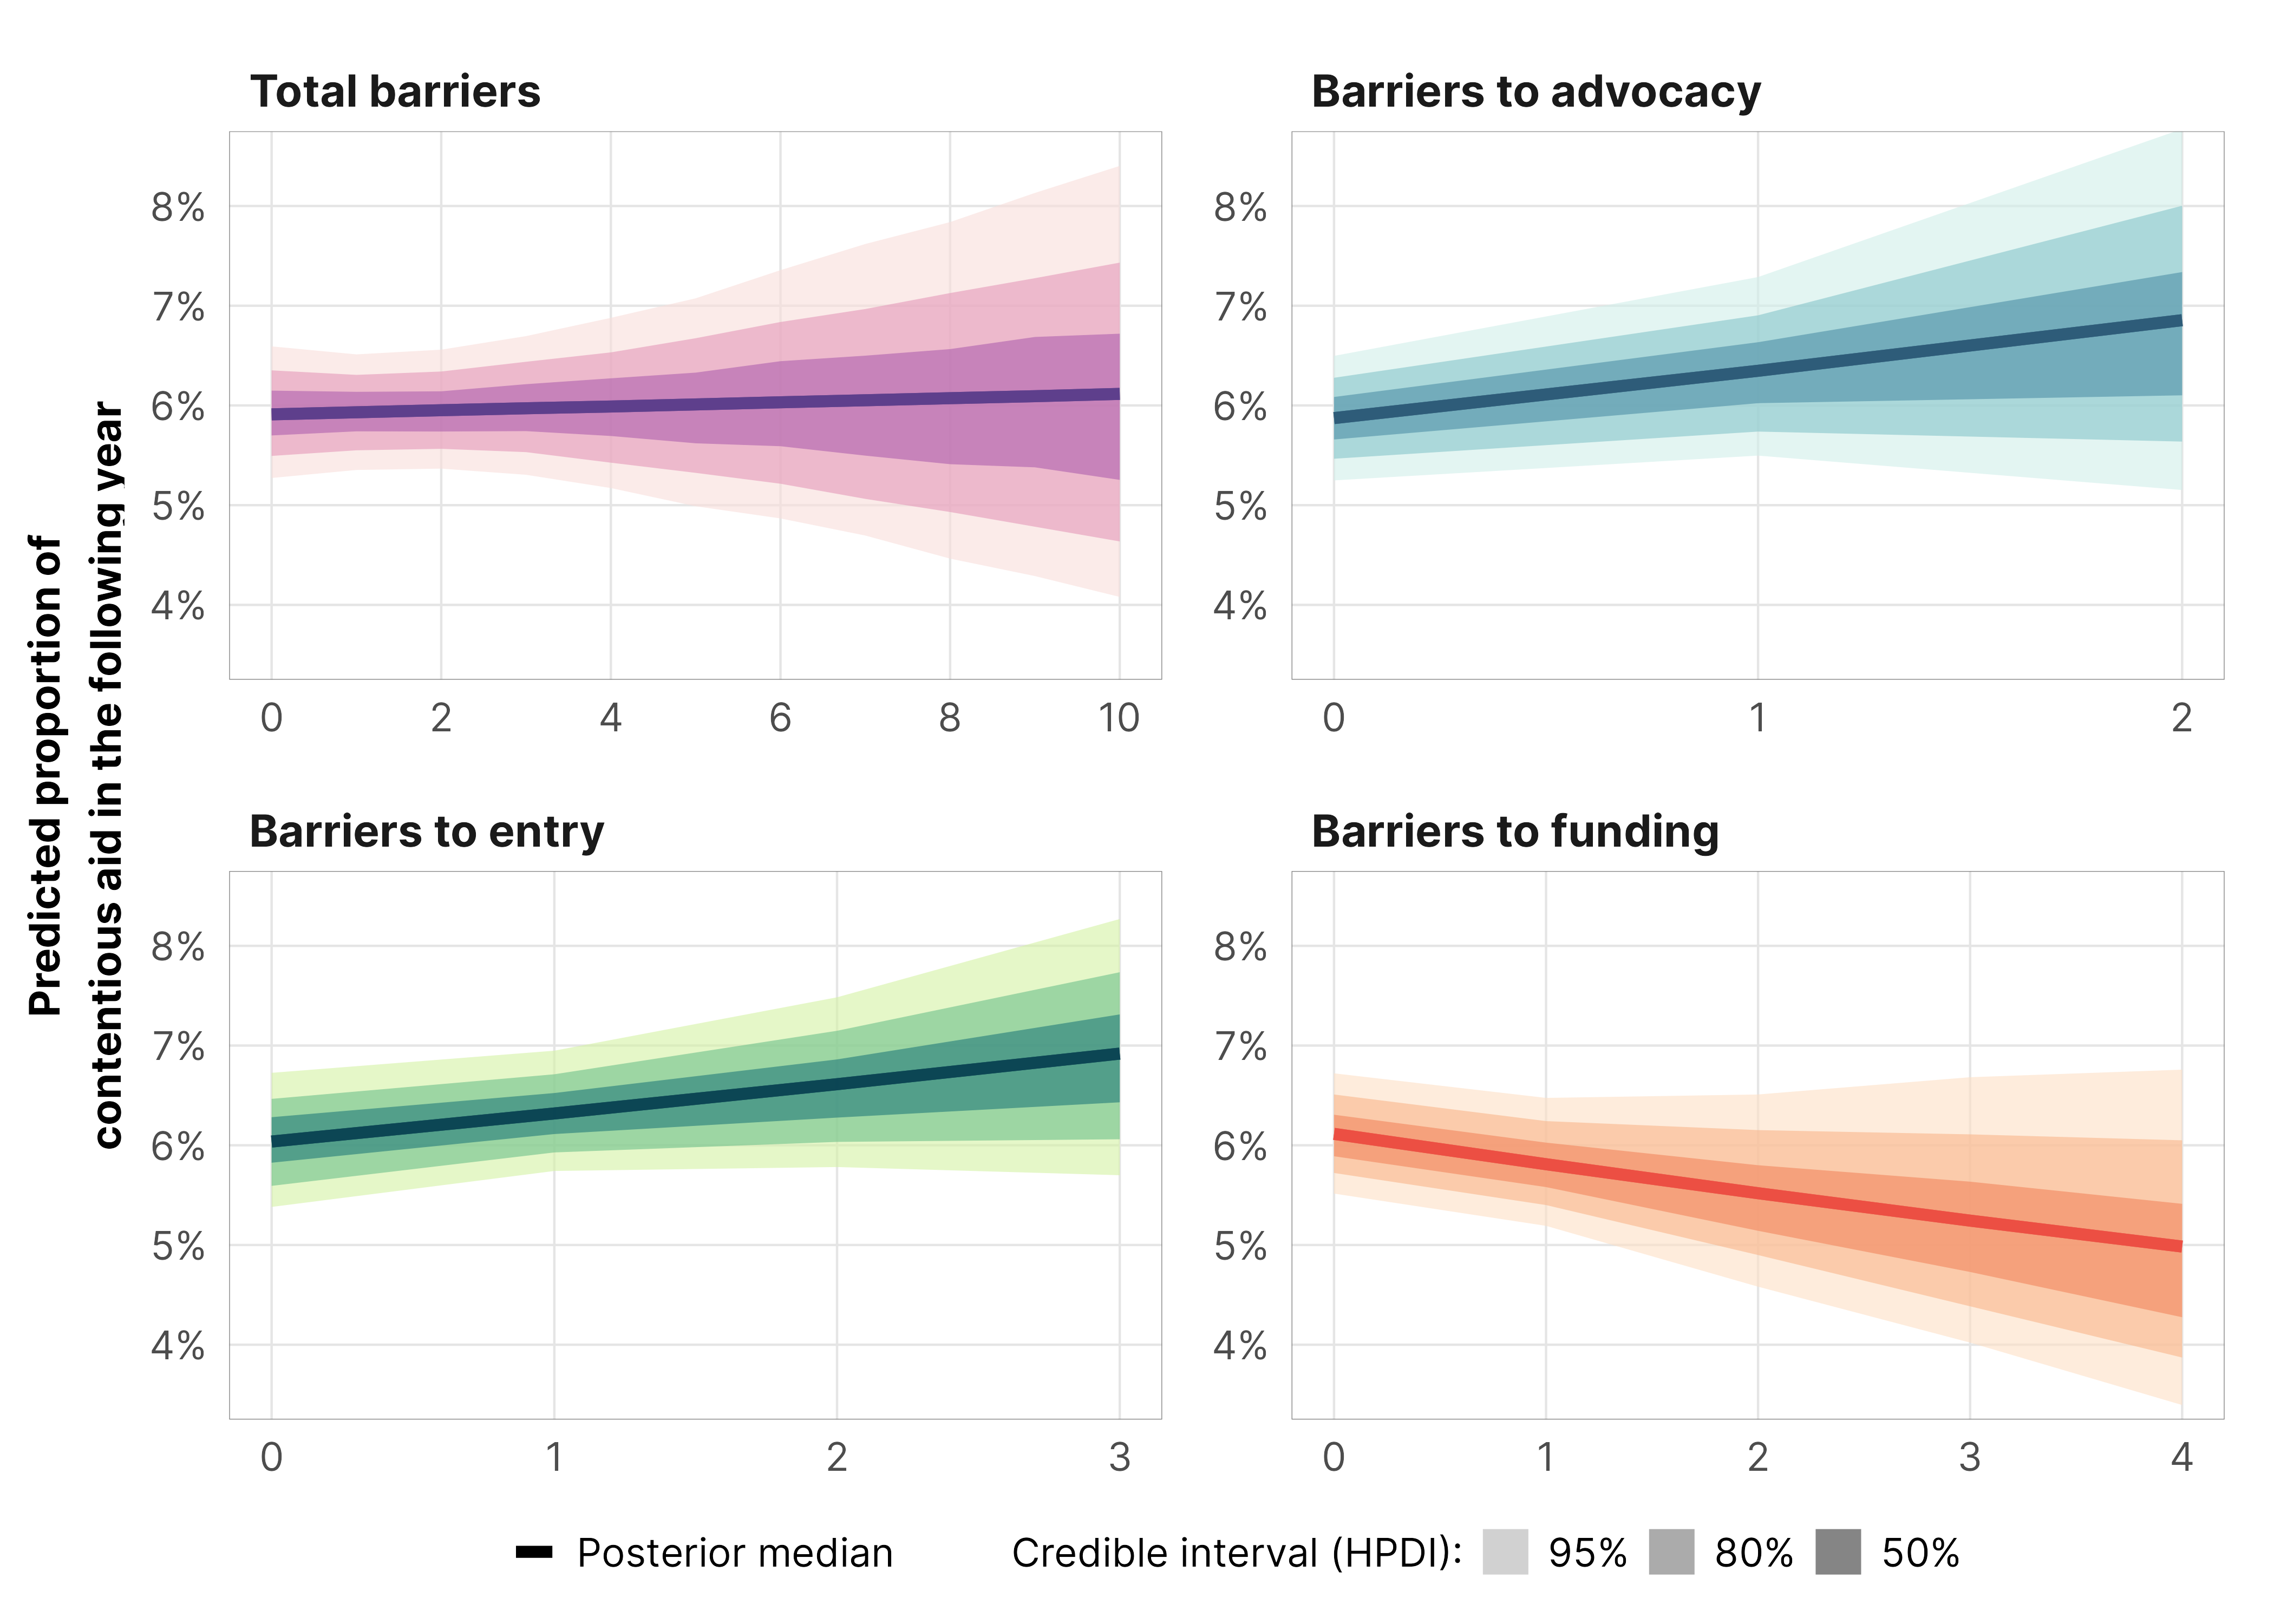 Predicted proportion of
contentious aid in the following year
Total barriers
8%
7%
6%
5%
4%
0 2 4 6 8 10
Barriers to advocacy
8%
7%
6%
5%
4%
0 1 2
Barriers to entry
8%
7%
6%
5%
4%
0 1 2 3
Barriers to funding
8%
7%
6%
5%
4%
0 1 2 3 4
Posterior median Credible interval (HPDI): 95% 80% 50%